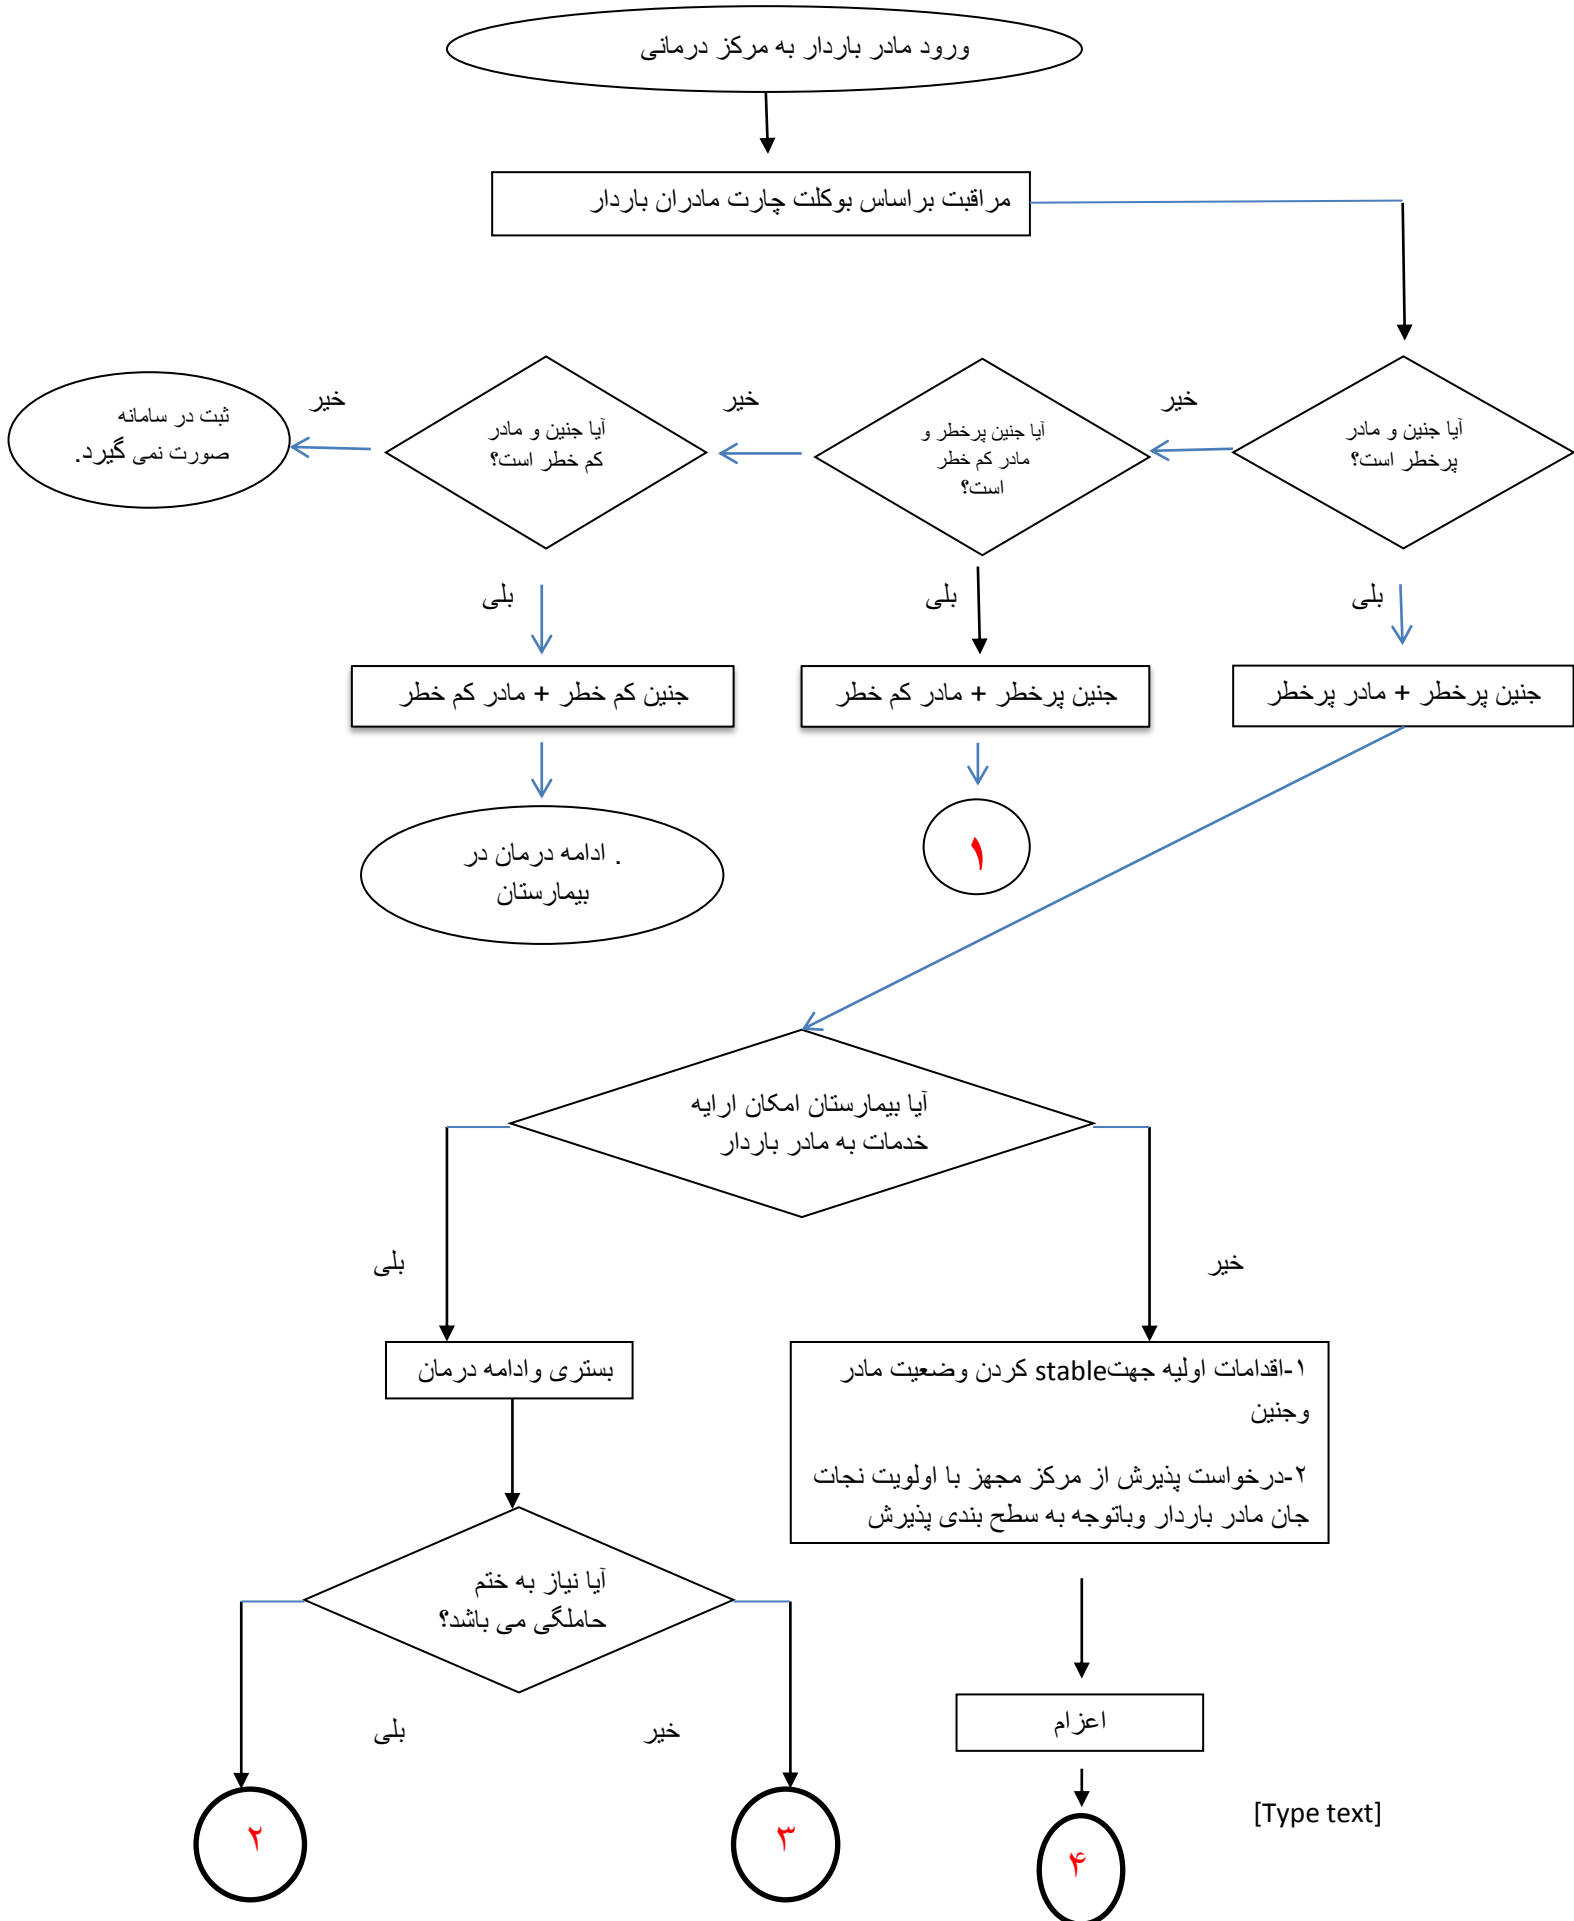 ورود مادر باردار به مرکز درمانی
مراقبت براساس بوکلت چارت مادران باردار
آیا جنین و مادر
پرخطر است؟
خیر
آیا جنین پرخطر و
مادر کم خطر
است؟
خیر
آیا جنین و مادر
کم خطر است؟
خیر
ثبت در سامانه
صورت نمی گیرد.
بلی
بلی
بلی
جنین پرخطر + مادر پرخطر
جنین پرخطر + مادر کم خطر
جنین کم خطر + مادر کم خطر
۱
. ادامه درمان در
بیمارستان
آیا بیمارستان امکان ارایه
خدمات به مادر باردار
خیر
بلی
۱-اقدامات اولیه جهتstable کردن وضعیت مادر
وجنین
۲-درخواست پذیرش از مرکز مجهز با اولویت نجات
جان مادر باردار وباتوجه به سطح بندی پذیرش
بستری وادامه درمان
آیا نیاز به ختم
حاملگی می باشد؟
اعزام
خیر
بلی
[Type text]
۴
۳
۲